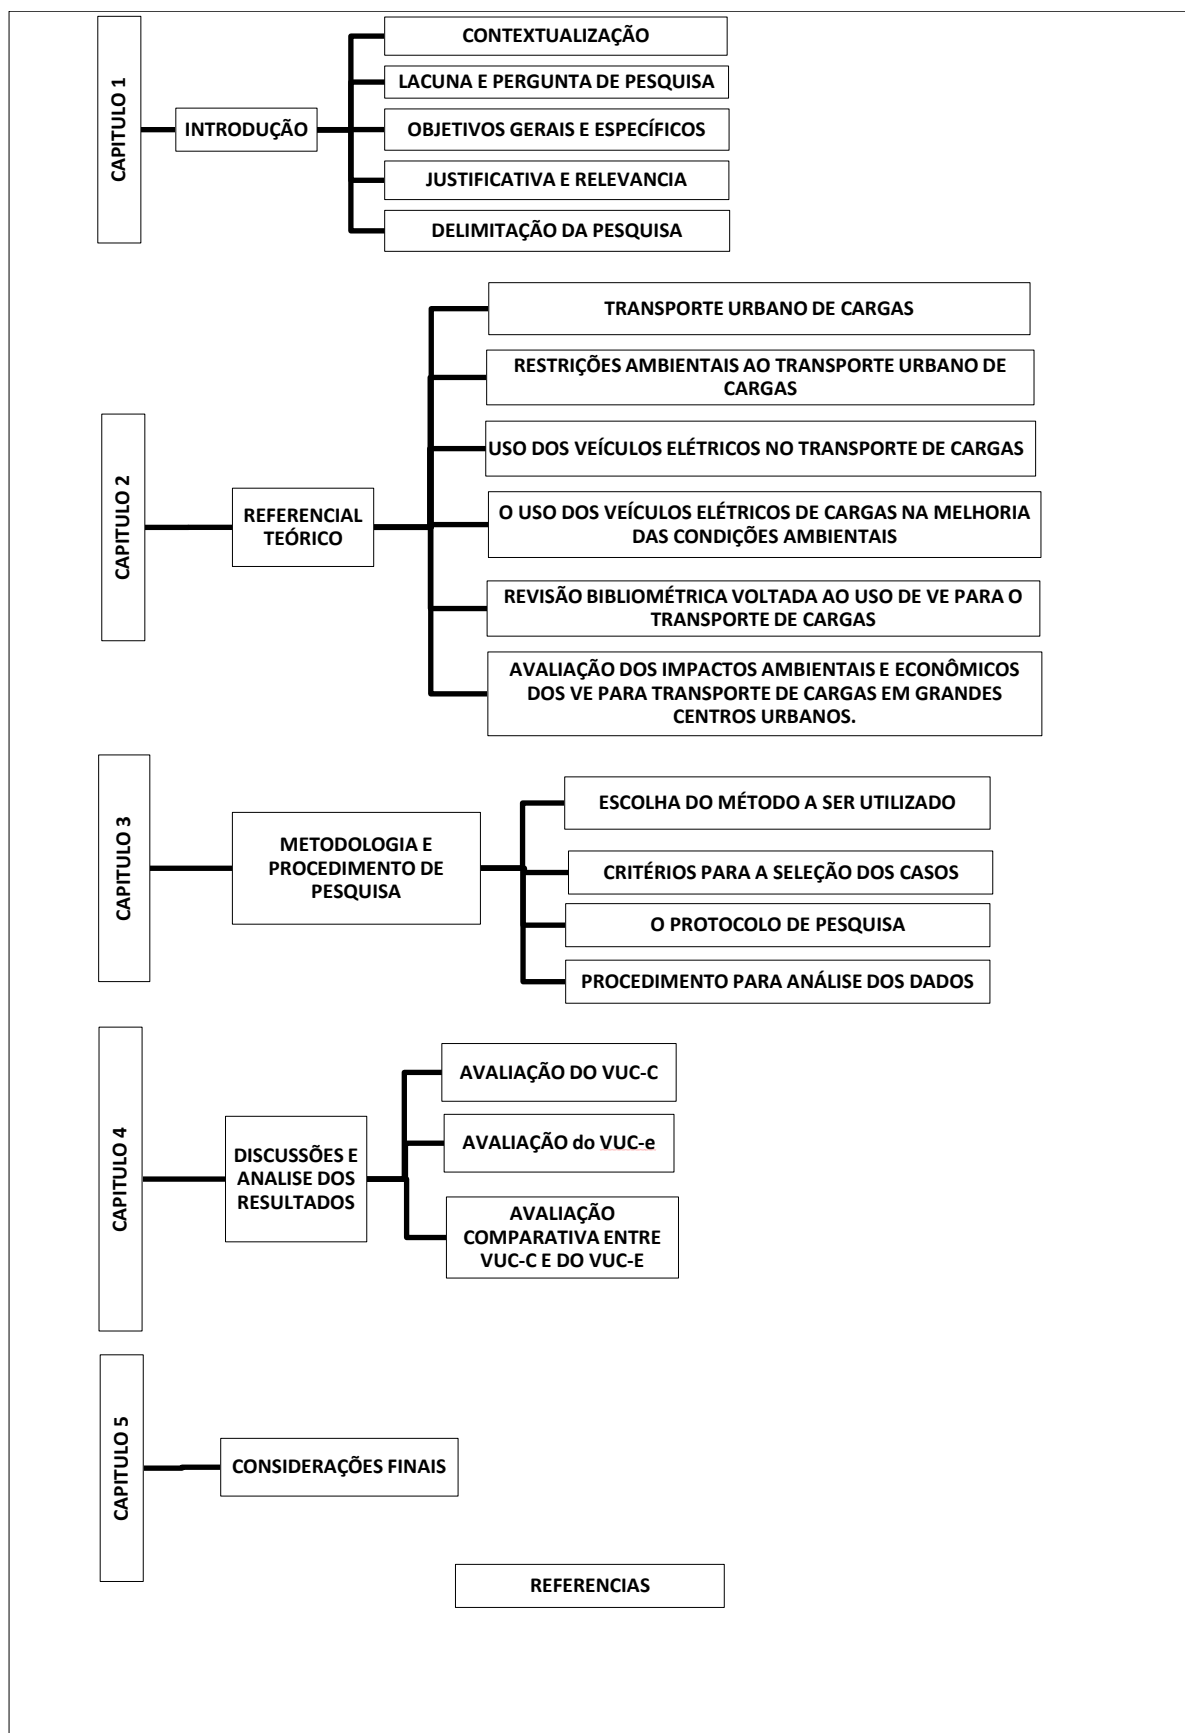 CAPITULO 1
INTRODUÇÃO
CONTEXTUALIZAÇÃO
LACUNA E PERGUNTA DE PESQUISA
OBJETIVOS GERAIS E ESPECÍFICOS
JUSTIFICATIVA E RELEVANCIA
DELIMITAÇÃO DA PESQUISA
CAPITULO 2
REFERENCIAL
TEÓRICO
TRANSPORTE URBANO DE CARGAS
RESTRIÇÕES AMBIENTAIS AO TRANSPORTE URBANO DE
CARGAS
USO DOS VEÍCULOS ELÉTRICOS NO TRANSPORTE DE CARGAS
O USO DOS VEÍCULOS ELÉTRICOS DE CARGAS NA MELHORIA
DAS CONDIÇÕES AMBIENTAIS
REVISÃO BIBLIOMÉTRICA VOLTADA AO USO DE VE PARA O
TRANSPORTE DE CARGAS
AVALIAÇÃO DOS IMPACTOS AMBIENTAIS E ECONÔMICOS
DOS VE PARA TRANSPORTE DE CARGAS EM GRANDES
CENTROS URBANOS.
CAPITULO 3
METODOLOGIA E
PROCEDIMENTO DE
PESQUISA
ESCOLHA DO MÉTODO A SER UTILIZADO
CRITÉRIOS PARA A SELEÇÃO DOS CASOS
O PROTOCOLO DE PESQUISA
PROCEDIMENTO PARA ANÁLISE DOS DADOS
CAPITULO 4
DISCUSSÕES E
ANALISE DOS
RESULTADOS
AVALIAÇÃO DO VUC-C
AVALIAÇÃO do VUC-e
AVALIAÇÃO
COMPARATIVA ENTRE
VUC-C E DO VUC-E
CAPITULO 5
CONSIDERAÇÕES FINAIS
REFERENCIAS